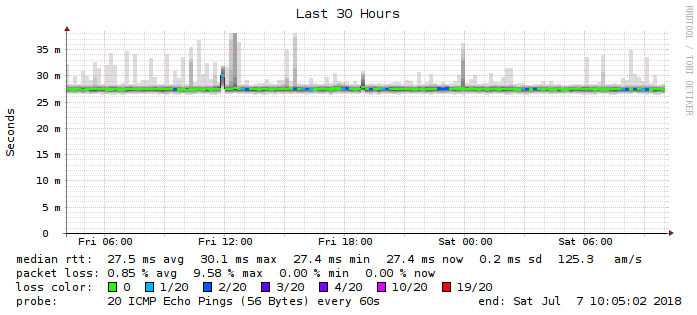 Last 30 Hours
RRDTOOL / TOBI OETIKER
Seconds
35 m
30 m
25 m
20 m
15 m
10 m
5 m
0
Fri 06:00 Fri 12:00 Fri 18:00 Sat 00:00 Sat 06:00
median rtt: 27.5 ms avg 30.1 ms max 27.4 ms min 27.4 ms now 0.2 ms sd 125.3 am/s
packet loss: 0.85 % avg 9.58 % max 0.00 % min 0.00 % now
loss color: 0 1/20 2/20 3/20 4/20 10/20 19/20
probe: 20 ICMP Echo Pings (56 Bytes) every 60s end: Sat Jul 7 10:05:02 2018